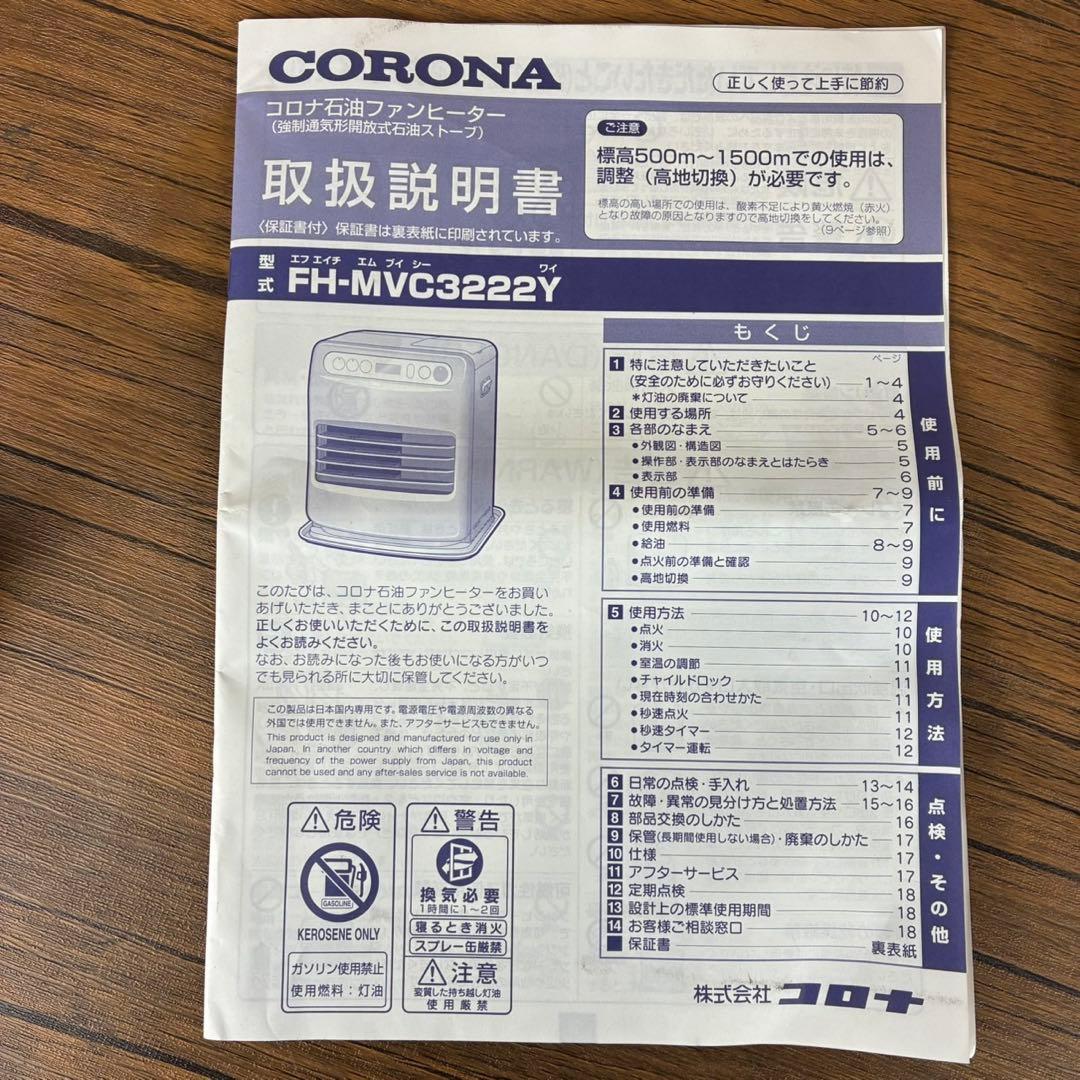 CORONA
正しく使って上手に節約
コロナ石油ファンヒーター
（強制通気形開放式石油ストーブ）
取扱説明書
〈保証書付〉保証書は裏表紙に印刷されています。
ご注意
標高500m〜1500mでの使用は、
調整（高地切換）が必要です。
標高の高い場所での使用は、酸素不足により黄火燃焼（赤火）
となり故障の原因となりますので高地切換をしてください。
（9ページ参照）
型式 FH-MVC3222Y
エフ エイチ エム ブイ シー ワイ
もくじ
ページ
1 特に注意していただきたいこと
（安全のために必ずお守りください） 1〜4
＊灯油の廃棄について 4
2 使用する場所 4
3 各部のなまえ 5〜6
●外観図・構造図 5
●操作部・表示部のなまえとはたらき 5
●表示部 6
4 使用前の準備 7〜9
●使用前の準備 7
●使用燃料 7
●給油 8〜9
●点火前の準備と確認 9
●高地切換 9
使用前に
5 使用方法 10〜12
●点火 10
●消火 10
●室温の調節 11
●チャイルドロック 11
●現在時刻の合わせかた 11
●秒速点火 11
●秒速タイマー 12
●タイマー運転 12
使用方法
6 日常の点検・手入れ 13〜14
7 故障・異常の見分け方と処置方法 15〜16
8 部品交換のしかた 16
9 保管（長期間使用しない場合）・廃棄のしかた 17
10 仕様 17
11 アフターサービス 17
12 定期点検 18
13 設計上の標準使用期間 18
14 お客様ご相談窓口 18
■ 保証書 裏表紙
点検・その他
このたびは、コロナ石油ファンヒーターをお買い
あげいただき、まことにありがとうございました。
正しくお使いいただくために、この取扱説明書を
よくお読みください。
なお、お読みになった後もお使いになる方がいつ
でも見られる所に大切に保管してください。
この製品は日本国内専用です。電源電圧や電源周波数の異なる
外国では使用できません。また、アフターサービスもできません。
This product is designed and manufactured for use only in
Japan. In another country which differs in voltage and
frequency of the power supply from Japan, this product
cannot be used and any after-sales service is not available.
危険
GASOLINE
KEROSENE ONLY
ガソリン使用禁止
使用燃料：灯油
警告
換気必要
1時間に1〜2回
寝るとき消火
スプレー缶厳禁
注意
変質した持ち越し灯油
使用厳禁
株式会社 コロナ